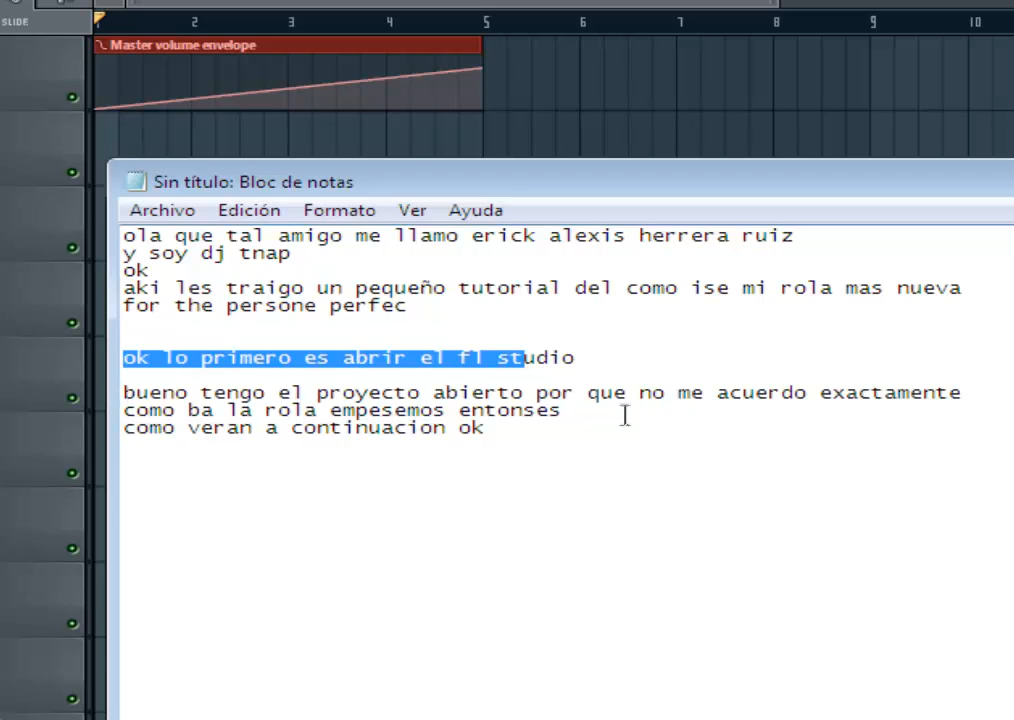 SLIDE
2 3 4 5 6 7 8 9 10
Master volume envelope
Sin título: Bloc de notas
Archivo Edición Formato Ver Ayuda
ola que tal amigo me llamo erick alexis herrera ruiz
y soy dj tnap
ok
aki les traigo un pequeño tutorial del como ise mi rola mas nueva
for the persone perfec
ok lo primero es abrir el fl studio
bueno tengo el proyecto abierto por que no me acuerdo exactamente
como ba la rola empesemos entonses
como veran a continuacion ok